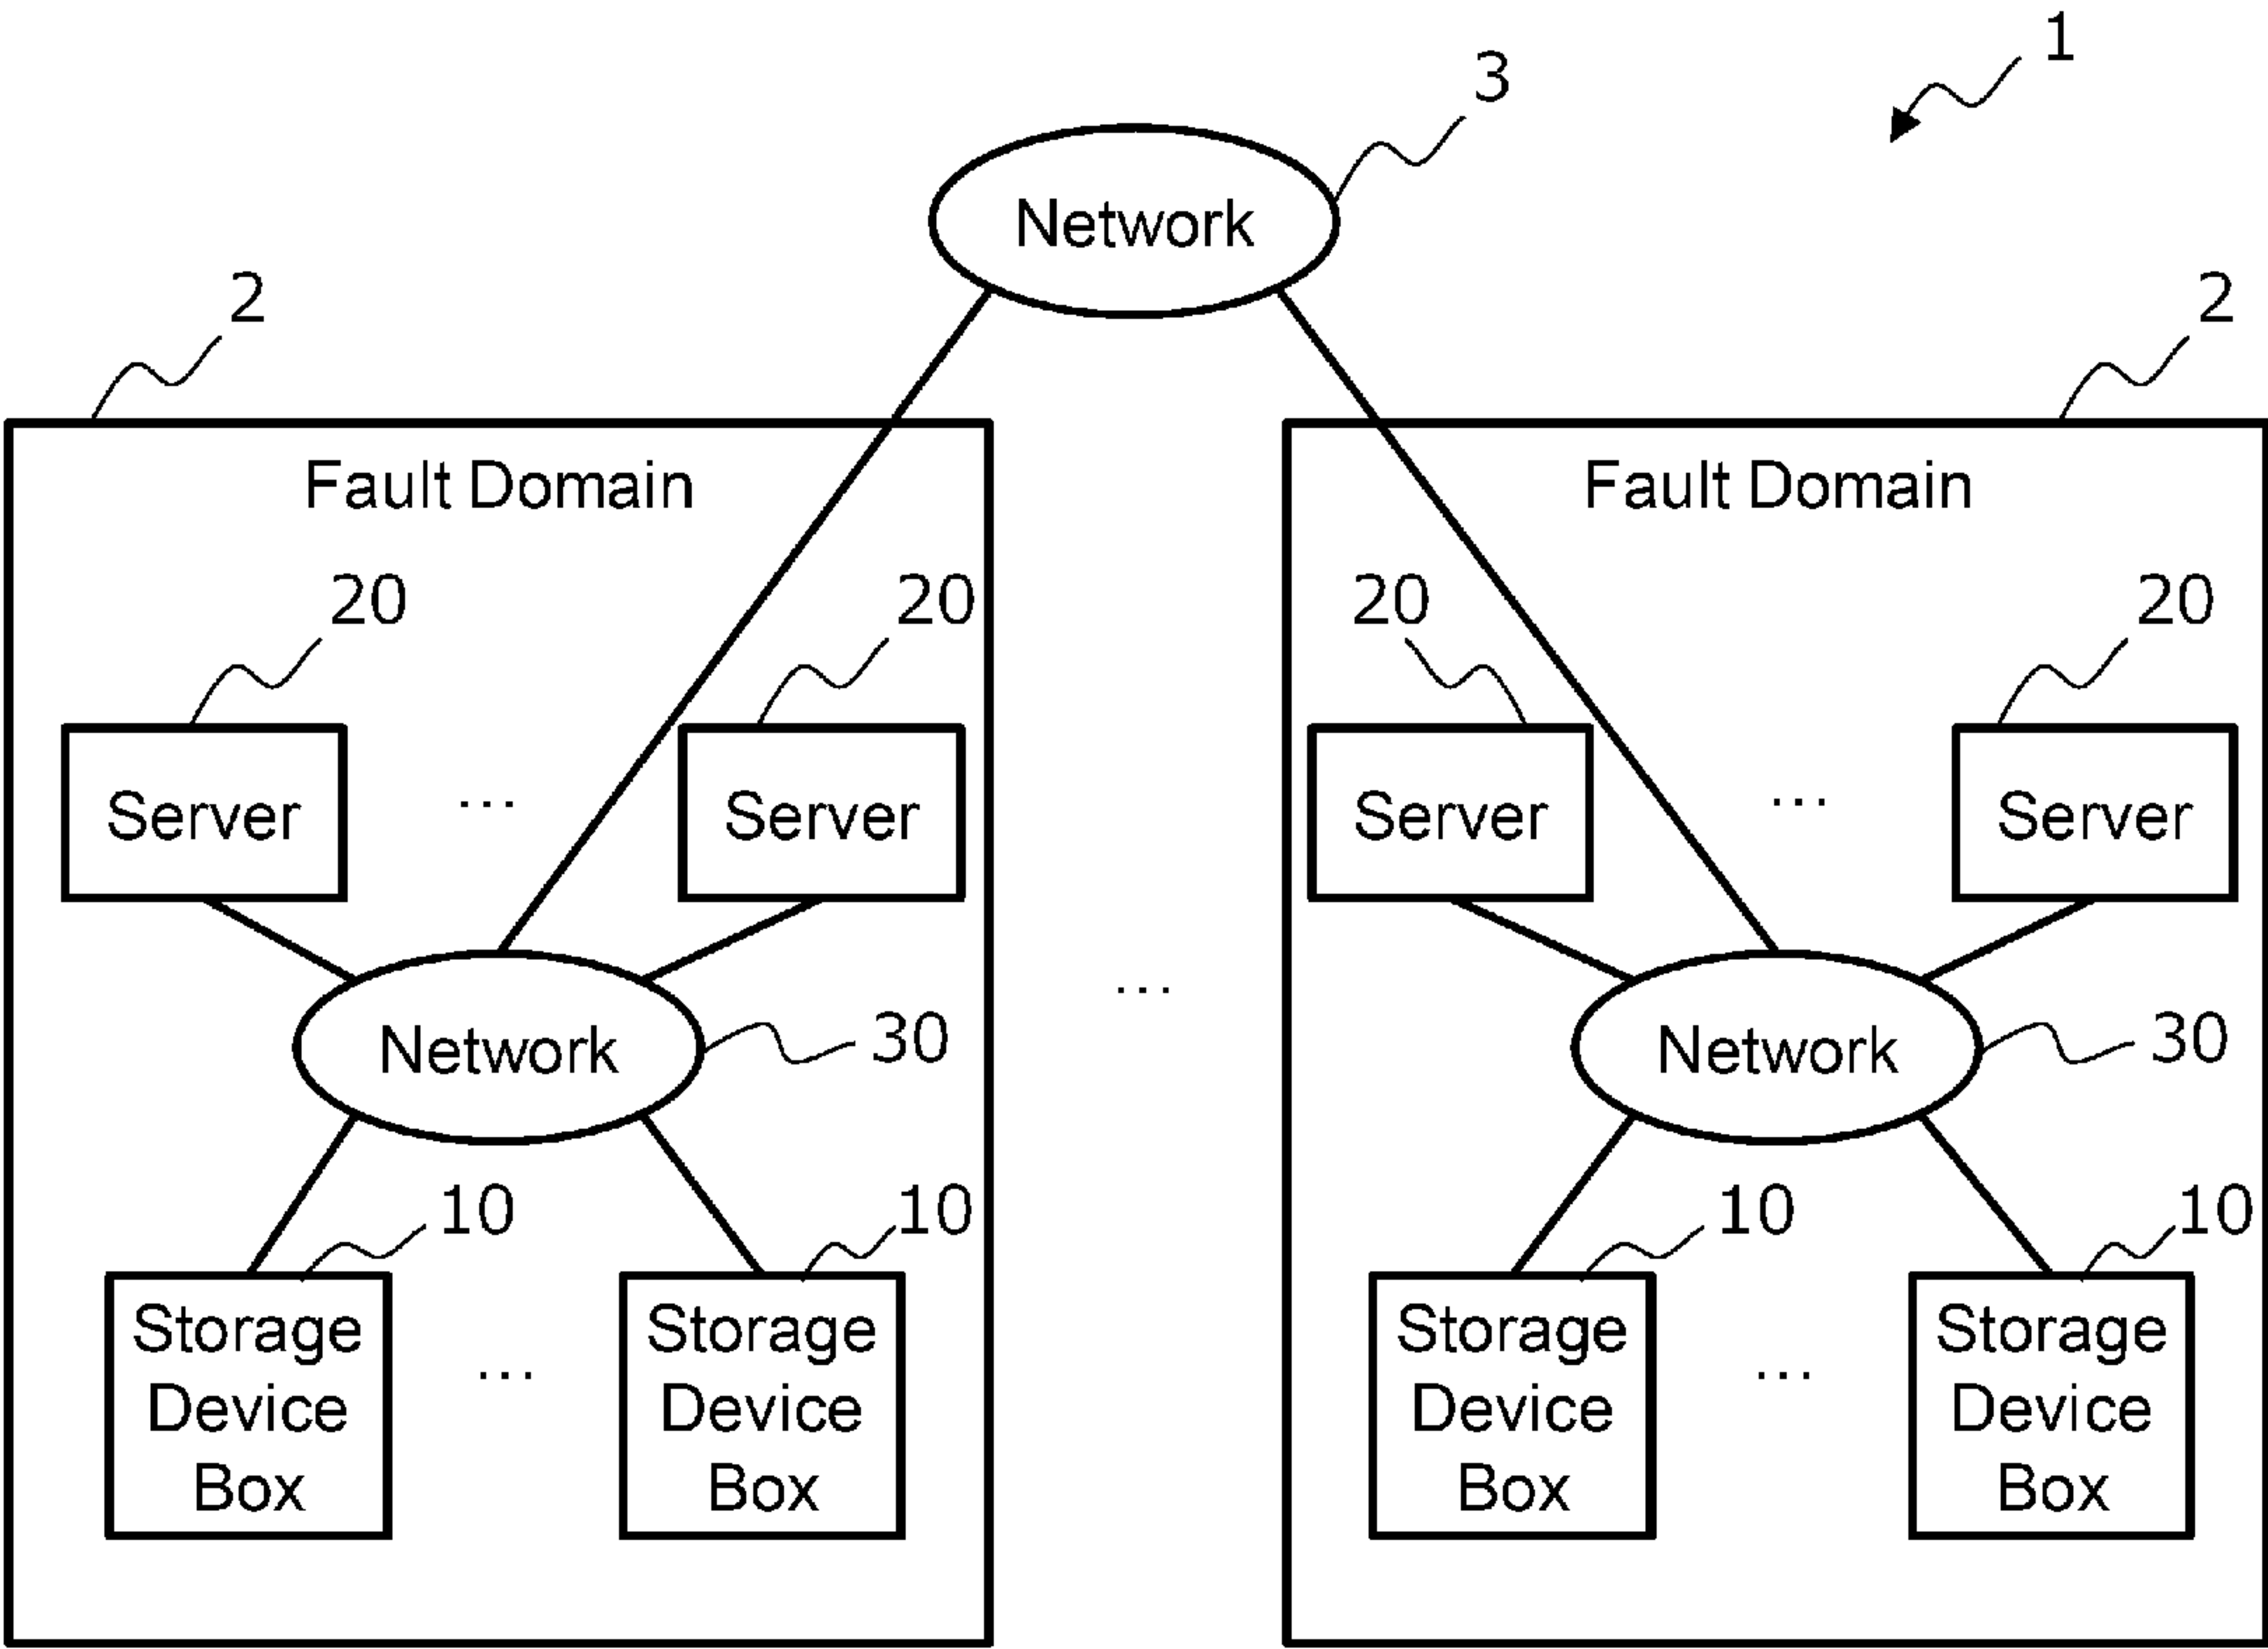 1
3
Network
2
2
Fault Domain
Fault Domain
20
20
20
20
Server
...
Server
Server
...
Server
...
Network
30
Network
30
10
10
10
10
Storage
Device
Box
...
Storage
Device
Box
Storage
Device
Box
...
Storage
Device
Box